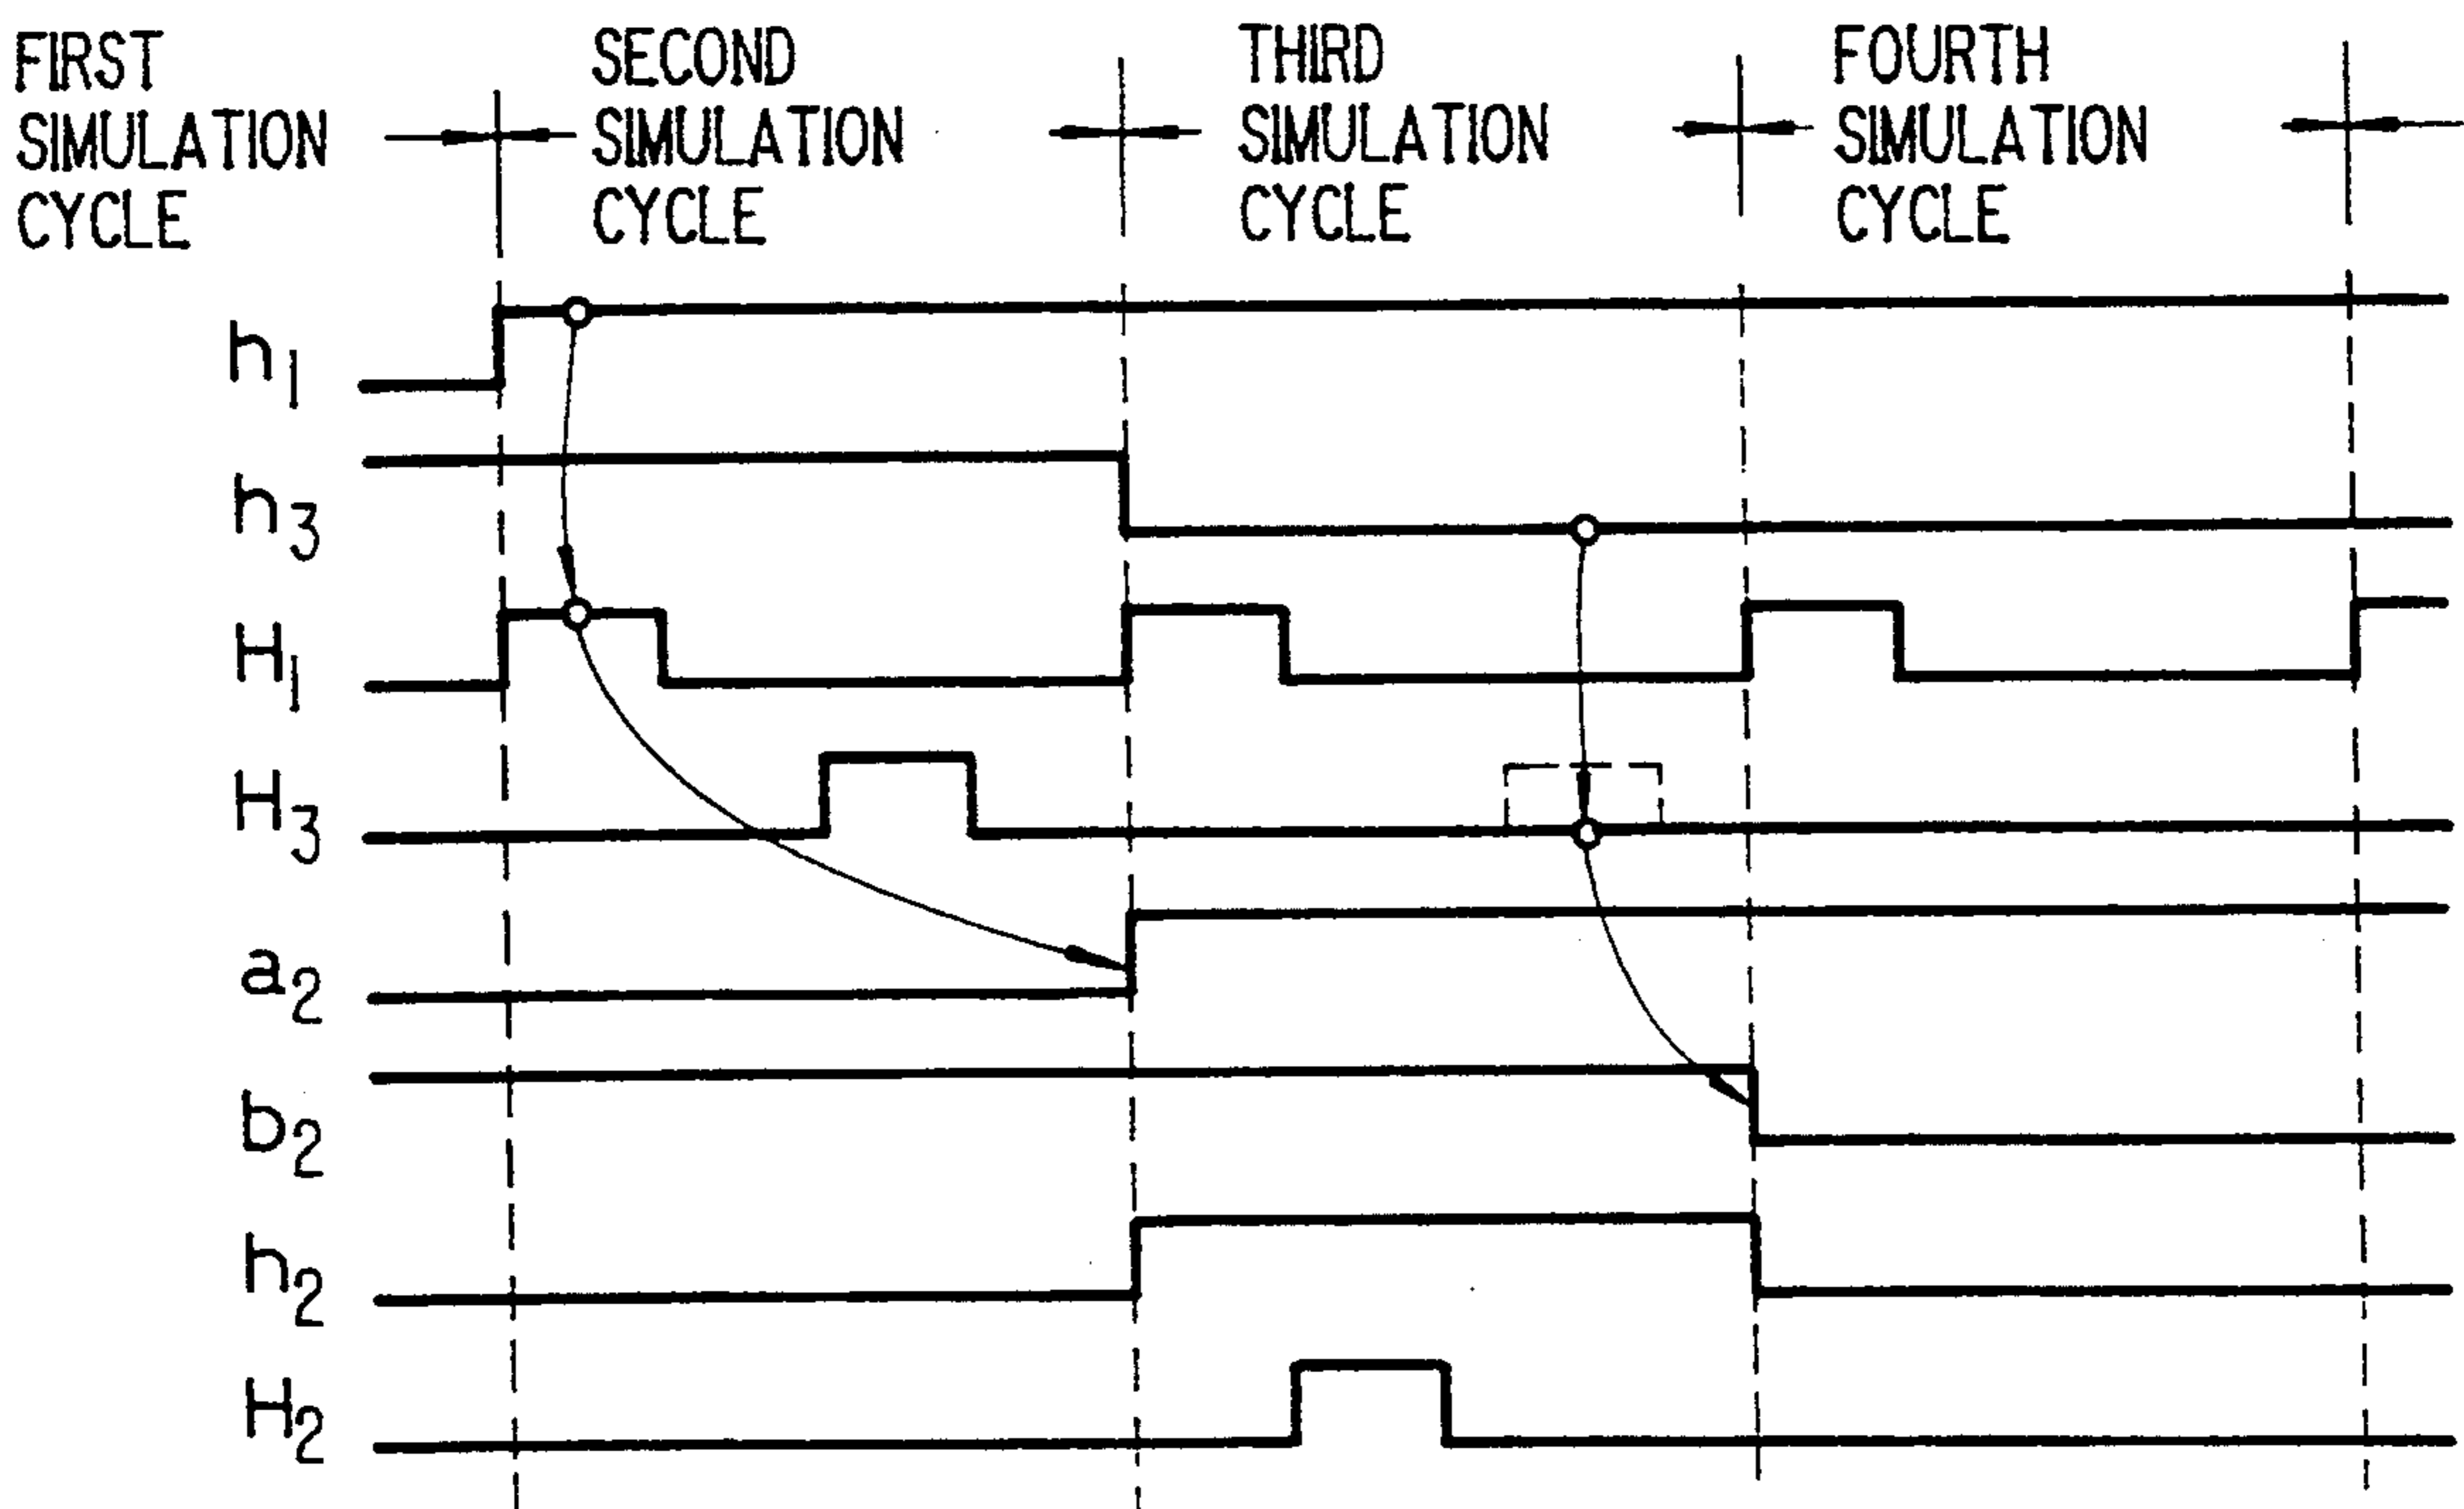 FIRST
SIMULATION
CYCLE
SECOND
SIMULATION
CYCLE
THIRD
SIMULATION
CYCLE
FOURTH
SIMULATION
CYCLE
h1
h3
H1
H3
a2
b2
h2
H2